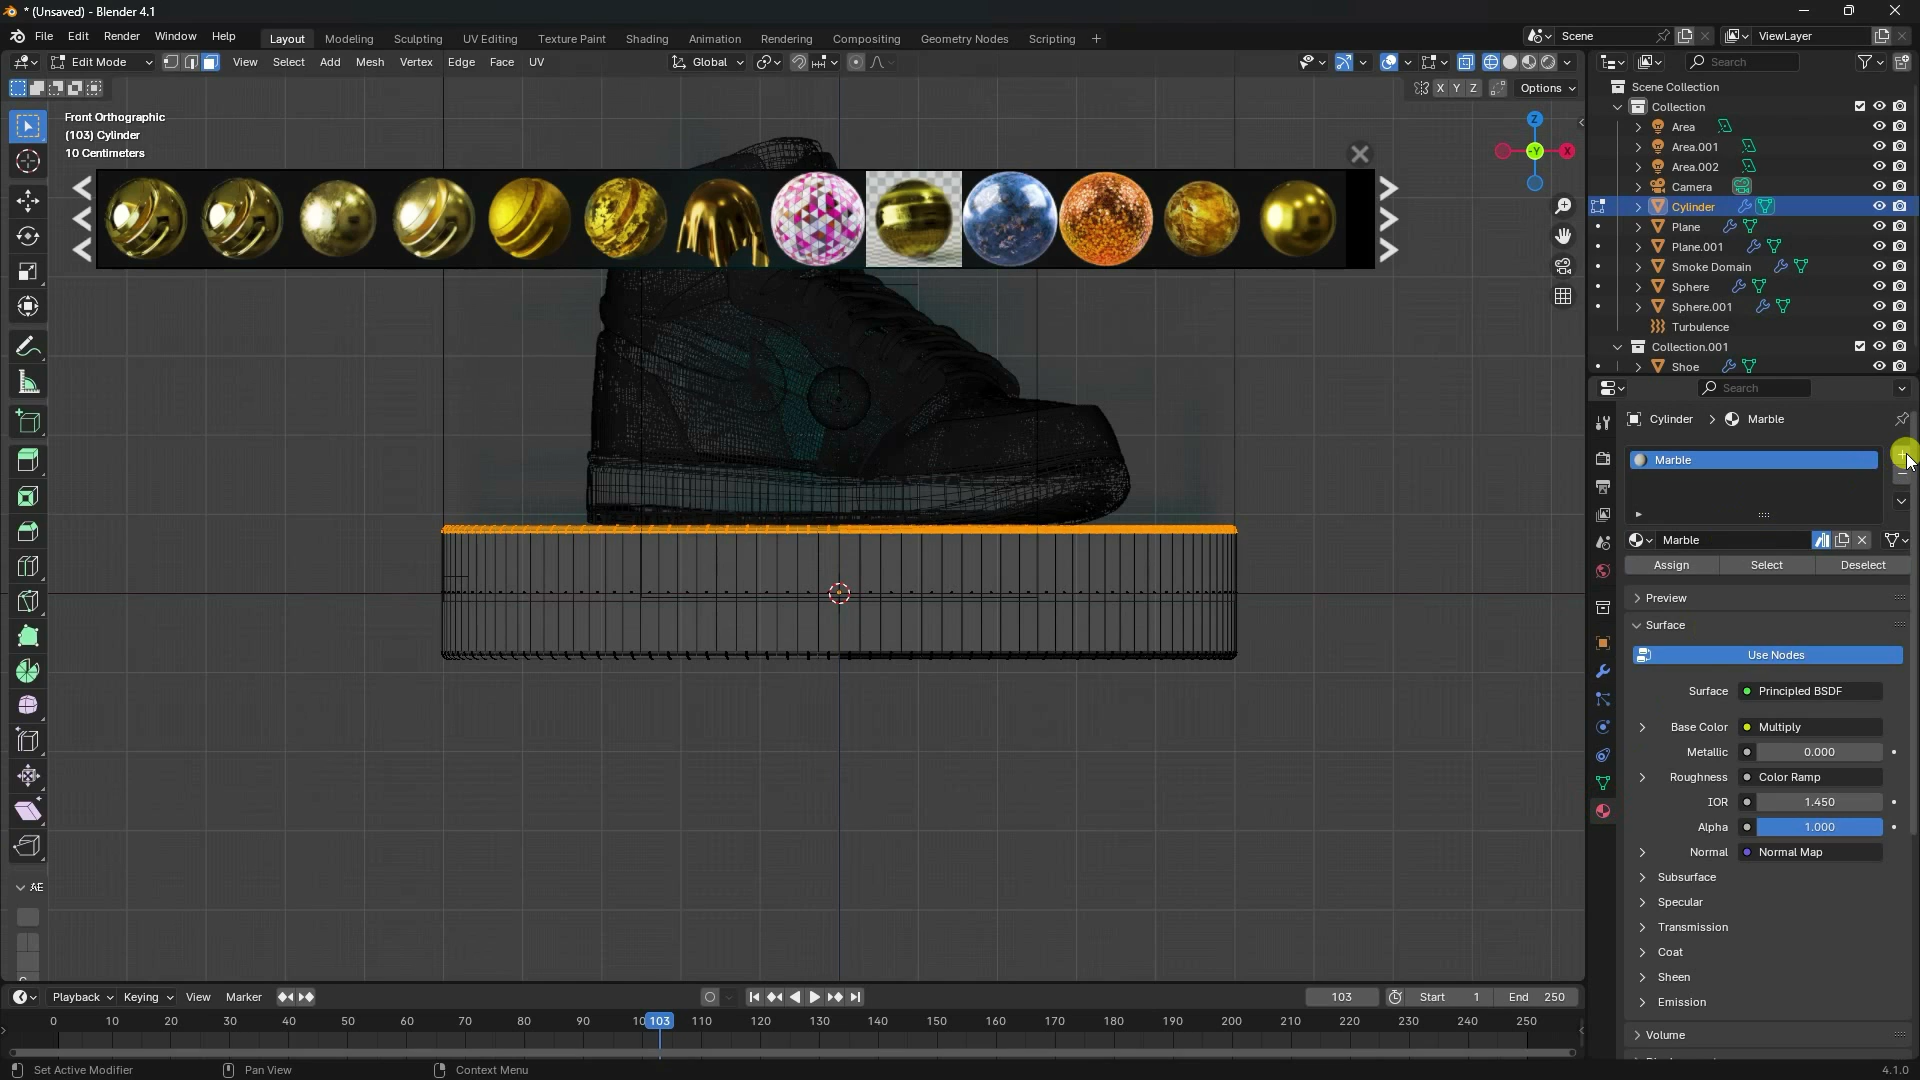 * (Unsaved) - Blender 4.1
File Edit Render Window Help Layout Modeling Sculpting UV Editing Texture Paint Shading Animation Rendering Compositing Geometry Nodes Scripting + Scene ViewLayer
Edit Mode View Select Add Mesh Vertex Edge Face UV Global Search
X Y Z Options
Front Orthographic
(103) Cylinder
10 Centimeters
Z
-Y X
Scene Collection
Collection
Area
Area.001
Area.002
Camera
Cylinder
Plane
Plane.001
Smoke Domain
Sphere
Sphere.001
Turbulence
Collection.001
Shoe
Search
Cylinder > Marble
Marble
Marble
Assign Select Deselect
Preview
Surface
Use Nodes
Surface Principled BSDF
Base Color Multiply
Metallic 0.000
Roughness Color Ramp
IOR 1.450
Alpha 1.000
Normal Normal Map
Subsurface
Specular
Transmission
Coat
Sheen
Emission
Volume
AE
Playback Keying View Marker 103 Start 1 End 250
0 10 20 30 40 50 60 70 80 90 10 103 110 120 130 140 150 160 170 180 190 200 210 220 230 240 250
Set Active Modifier Pan View Context Menu 4.1.0